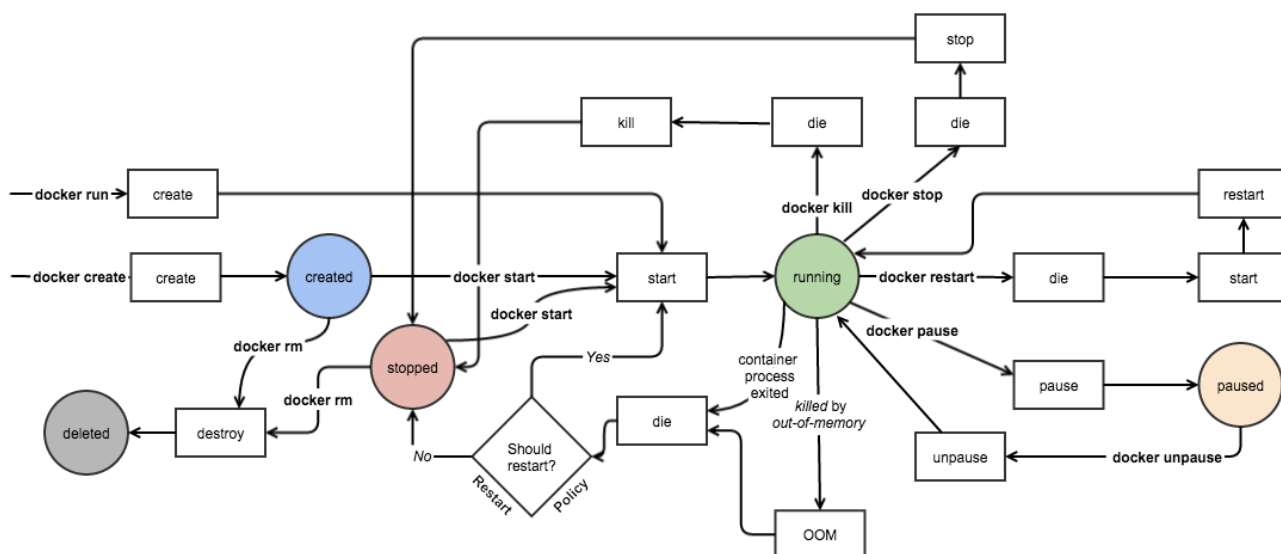 stop
kill
die
die
docker run
create
docker kill
docker stop
restart
docker create
create
created
docker start
start
running
docker restart
die
start
docker start
docker rm
docker pause
Yes
stopped
container
process
exited
pause
paused
docker rm
killed by
out-of-memory
deleted
destroy
die
No
Should
restart?
Restart
Policy
unpause
docker unpause
OOM